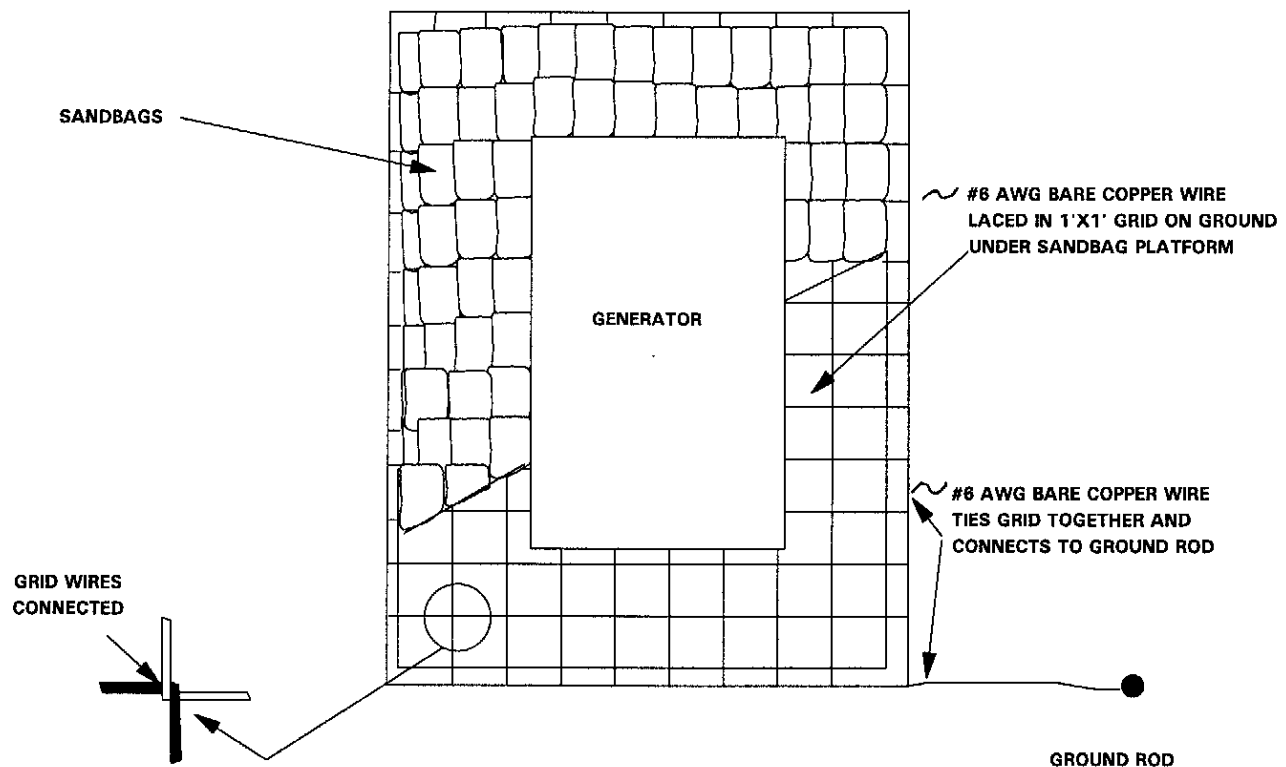 SANDBAGS
#6 AWG BARE COPPER WIRE
LACED IN 1'X1' GRID ON GROUND
UNDER SANDBAG PLATFORM
GENERATOR
#6 AWG BARE COPPER WIRE
TIES GRID TOGETHER AND
CONNECTS TO GROUND ROD
GRID WIRES
CONNECTED
GROUND ROD